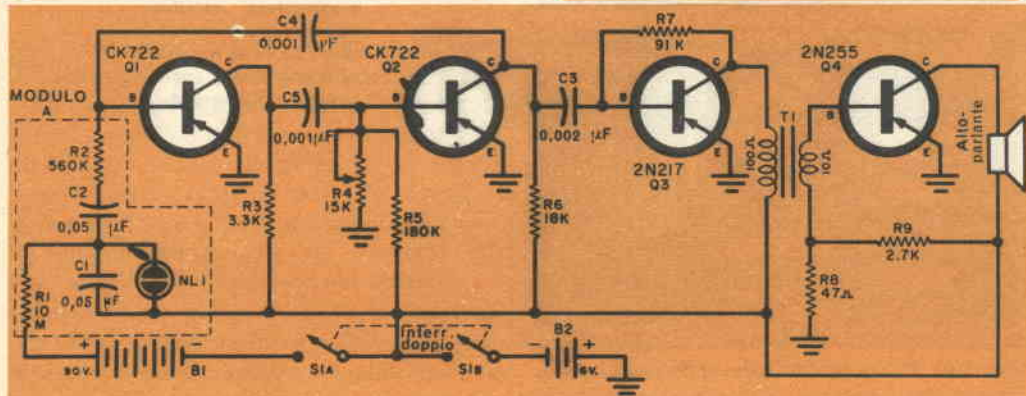 C4
0,001 µF
CK722
Q1
C
B
E
MODULO
A
R2
560K
C2
0,05 µF
C1
0,05 µF
R1
10
M
NL1
C5
0,001 µF
R3
3.3K
R4
15K
R5
180K
CK722
Q2
C
B
E
R6
18K
C3
0,002 µF
R7
91 K
C
B
E
2N217
Q3
T1
100Ω
10Ω
2N255
Q4
C
B
E
Alto-
parlante
R9
2.7K
R8
47Ω
+
-
90 V.
B1
S1A
interr.
doppio
S1B
B2
-
+
6V.